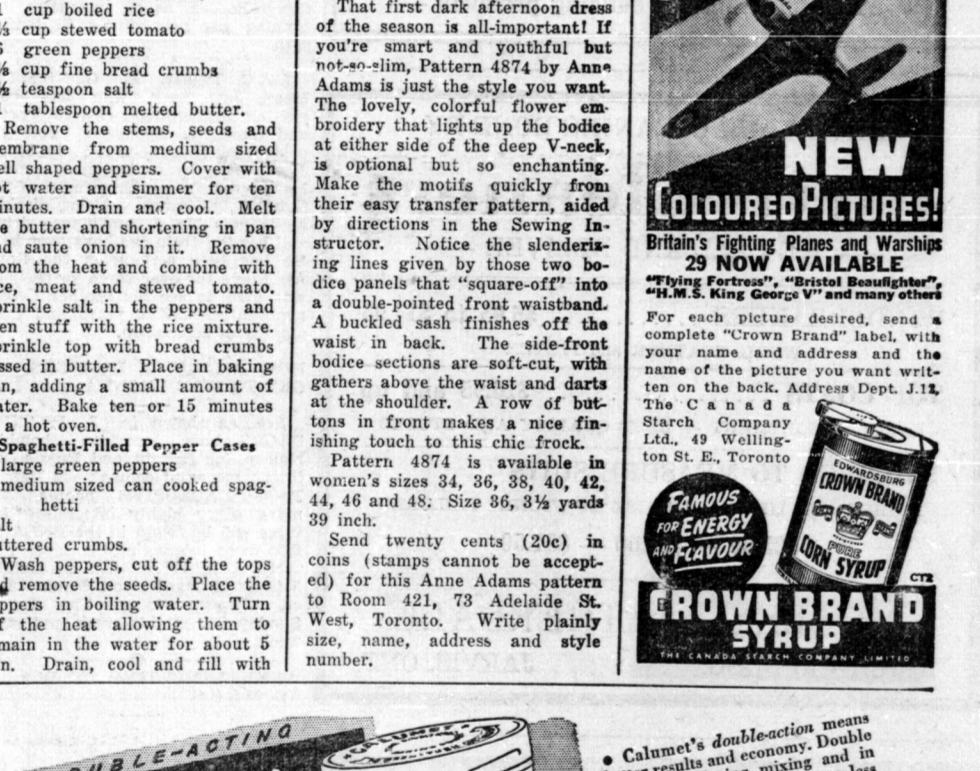 cup boiled rice
cup stewed tomato
green peppers
cup fine bread crumbs
½ teaspoon salt
tablespoon melted butter.
Remove the stems, seeds and
embrane from medium sized
ell shaped peppers. Cover with
ot water and simmer for ten
inutes. Drain and cool. Melt
e butter and shortening in pan
nd saute onion in it. Remove
om the heat and combine with
ce, meat and stewed tomato.
prinkle salt in the peppers and
en stuff with the rice mixture.
prinkle top with bread crumbs
ssed in butter. Place in baking
n, adding a small amount of
ater. Bake ten or 15 minutes
a hot oven.
Spaghetti-Filled Pepper Cases
large green peppers
medium sized can cooked spag-
hetti
lt
uttered crumbs.
Wash peppers, cut off the tops
d remove the seeds. Place the
ppers in boiling water. Turn
f the heat allowing them to
main in the water for about 5
n. Drain, cool and fill with
That first dark afternoon dress
of the season is all-important! If
you're smart and youthful but
not-so-slim, Pattern 4874 by Anne
Adams is just the style you want.
The lovely, colorful flower em-
broidery that lights up the bodice
at either side of the deep V-neck,
is optional but so enchanting.
Make the motifs quickly from
their easy transfer pattern, aided
by directions in the Sewing In-
structor. Notice the slenderiz-
ing lines given by those two bo-
dice panels that "square-off" into
a double-pointed front waistband.
A buckled sash finishes off the
waist in back. The side-front
bodice sections are soft-cut, with
gathers above the waist and darts
at the shoulder. A row of but-
tons in front makes a nice fin-
ishing touch to this chic frock.
Pattern 4874 is available in
women's sizes 34, 36, 38, 40, 42,
44, 46 and 48. Size 36, 3½ yards
39 inch.
Send twenty cents (20c) in
coins (stamps cannot be accept-
ed) for this Anne Adams pattern
to Room 421, 73 Adelaide St.
West, Toronto. Write plainly
size, name, address and style
number.
NEW
COLOURED PICTURES!
Britain's Fighting Planes and Warships
29 NOW AVAILABLE
"Flying Fortress", "Bristol Beaufighter",
"H.M.S. King George V" and many others
For each picture desired, send a
complete "Crown Brand" label, with
your name and address and the
name of the picture you want writ-
ten on the back. Address Dept. J.12,
The Canada
Starch Company
Ltd., 49 Welling-
ton St. E., Toronto
FAMOUS
FOR ENERGY
AND FLAVOUR
EDWARDSBURG
CROWN BRAND
PURE
CORN SYRUP
CT2
CROWN BRAND
SYRUP
THE CANADA STARCH COMPANY LIMITED
UBLE-ACTING
CALUMET
• Calumet's double-action means
results and economy. Double
mixing and in
less